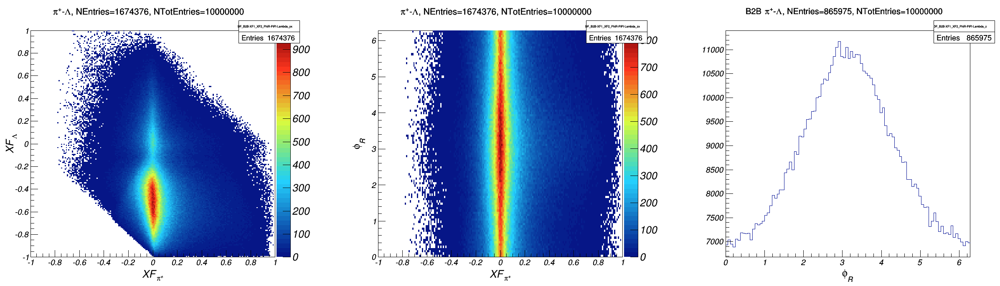 π⁺-Λ, NEntries=1674376, NTotEntries=10000000
DF_B2B-XF1_XF2_PhiR-PiPl-Lambda_yx
Entries 1674376
1
0.8
0.6
0.4
0.2
0
-0.2
-0.4
-0.6
-0.8
-1
XF_Λ
-1 -0.8 -0.6 -0.4 -0.2 0 0.2 0.4 0.6 0.8 1
XF_π⁺
900
800
700
600
500
400
300
200
100
0
π⁺-Λ, NEntries=1674376, NTotEntries=10000000
DF_B2B-XF1_XF2_PhiR-PiPl-Lambda_zx
Entries 1674376
6
5
4
3
2
1
0
ϕ_R
-1 -0.8 -0.6 -0.4 -0.2 0 0.2 0.4 0.6 0.8 1
XF_π⁺
700
600
500
400
300
200
100
0
B2B π⁺-Λ, NEntries=865975, NTotEntries=10000000
DF_B2B-XF1_XF2_PhiR-PiPl-Lambda_z
Entries 865975
11000
10500
10000
9500
9000
8500
8000
7500
7000
0 1 2 3 4 5 6
ϕ_R